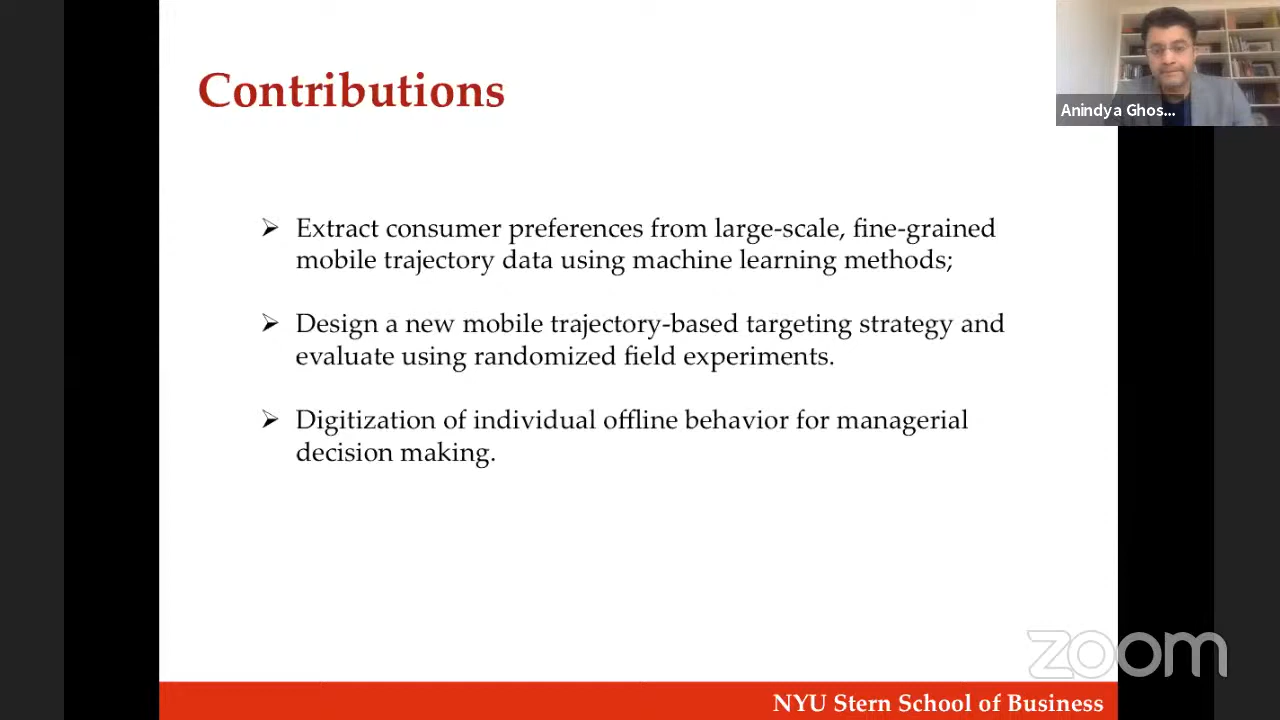 Contributions
Anindya Ghos...
➢ Extract consumer preferences from large-scale, fine-grained
mobile trajectory data using machine learning methods;
➢ Design a new mobile trajectory-based targeting strategy and
evaluate using randomized field experiments.
➢ Digitization of individual offline behavior for managerial
decision making.
zoom
NYU Stern School of Business